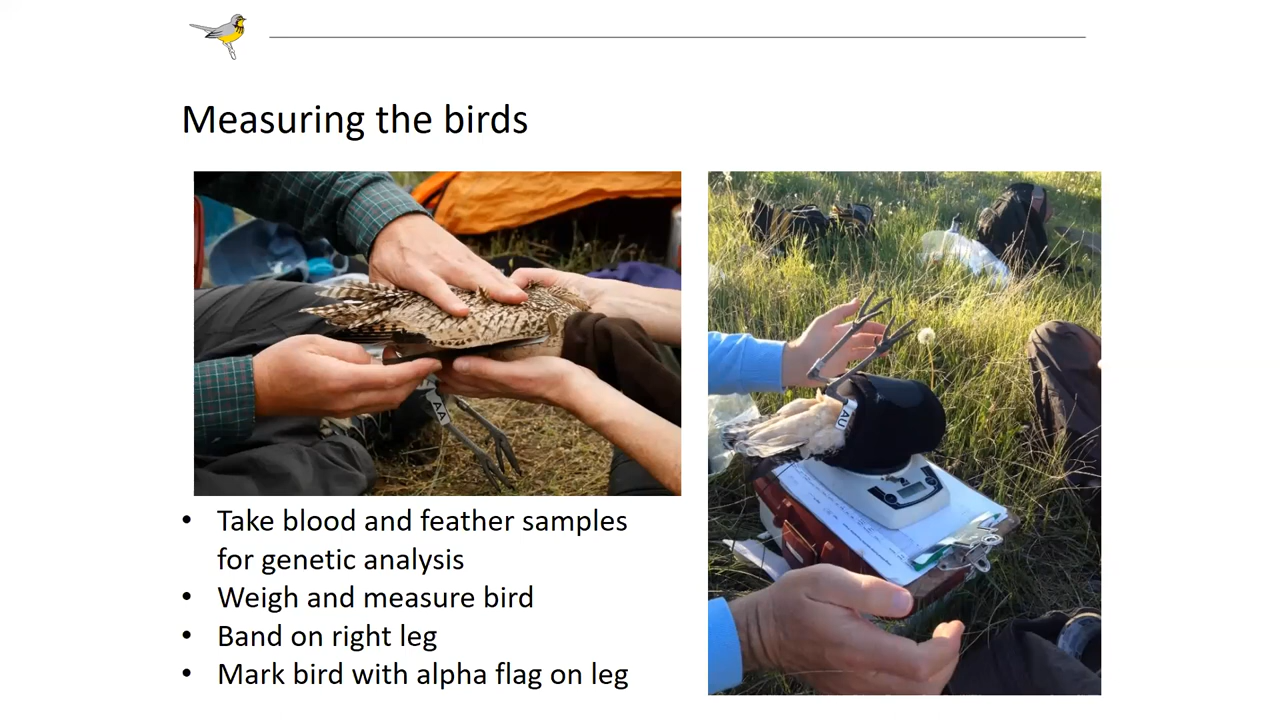 Measuring the birds
AA
AU
• Take blood and feather samples
for genetic analysis
• Weigh and measure bird
• Band on right leg
• Mark bird with alpha flag on leg